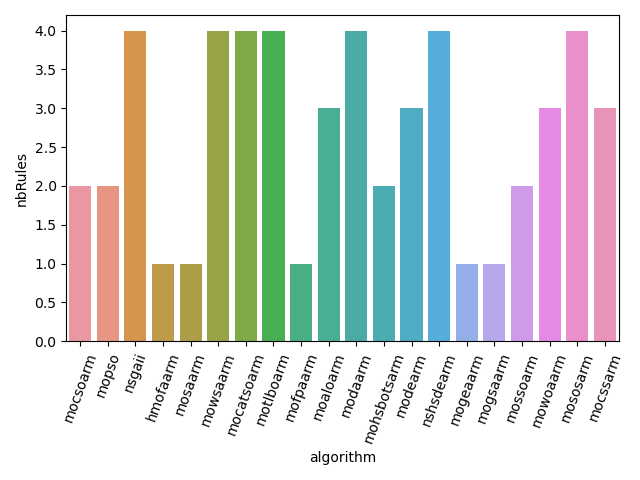 4.0
3.5
3.0
2.5
2.0
1.5
1.0
0.5
0.0
nbRules
mocsoarm
mopso
nsgaii
hmofaarm
mosaarm
mowsaarm
mocatsoarm
motlboarm
mofpaarm
moaloarm
modaarm
mohsbotsarm
modearm
nshsdearm
mogeaarm
mogsaarm
mossoarm
mowoaarm
mososarm
mocssarm
algorithm